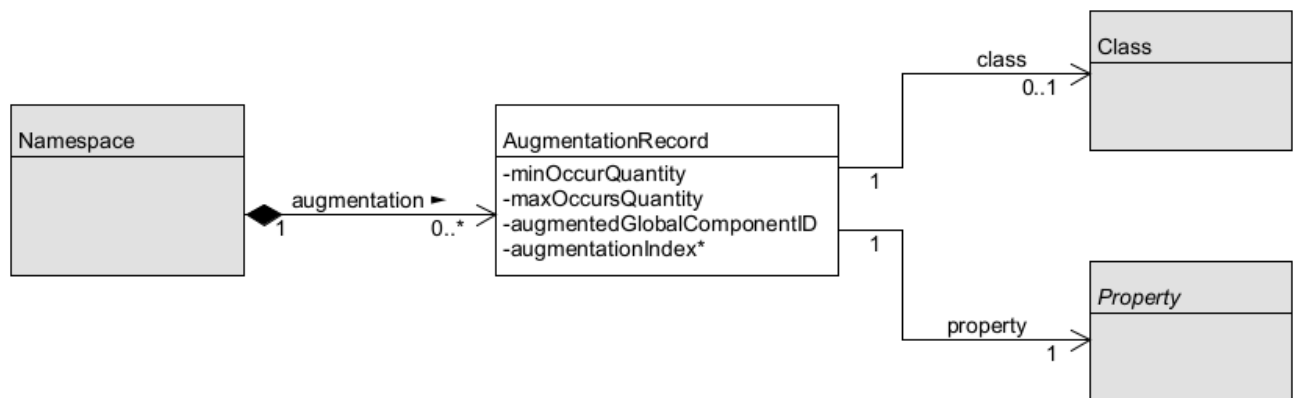 Class
class
0..1
Namespace
AugmentationRecord
-minOccurQuantity
-maxOccursQuantity
-augmentedGlobalComponentID
-augmentationIndex*
augmentation ►
1
0..*
1
1
Property
property
1